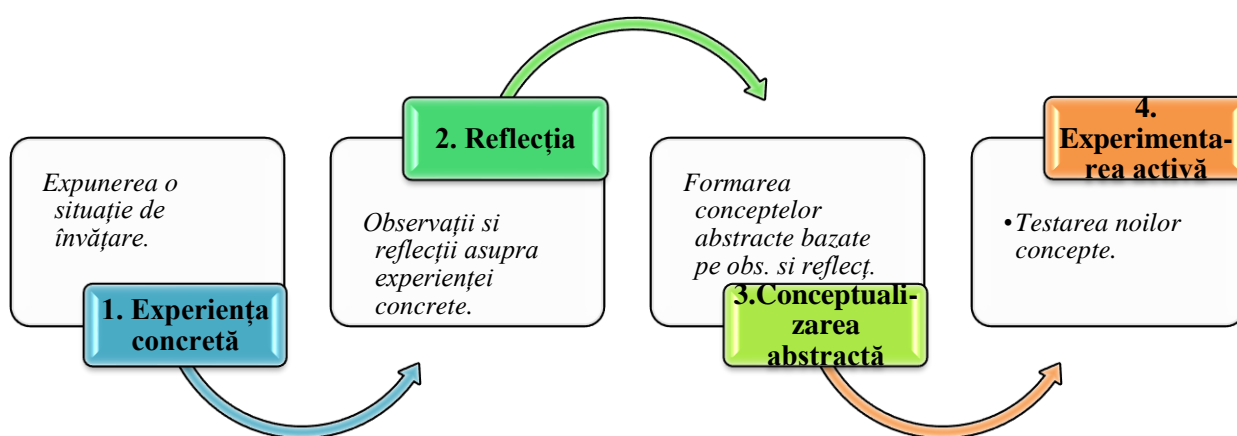 Expunerea o
situație de
învățare.
1. Experiența
concretă
2. Reflecția
Observații si
reflecții asupra
experienței
concrete.
Formarea
conceptelor
abstracte bazate
pe obs. si reflecț.
3.Conceptuali-
zarea
abstractă
4.
Experimenta-
rea activă
•Testarea noilor
concepte.